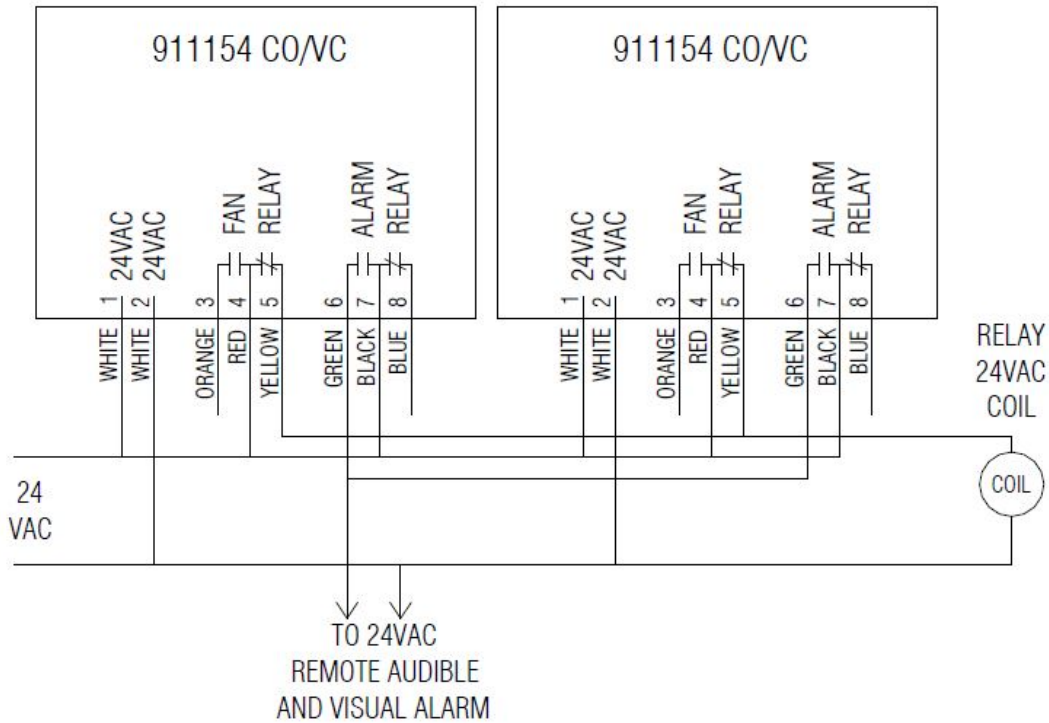 911154 CO/VC
911154 CO/VC
24VAC
24VAC
FAN
RELAY
ALARM
RELAY
24VAC
24VAC
FAN
RELAY
ALARM
RELAY
1
2
3
4
5
6
7
8
1
2
3
4
5
6
7
8
WHITE
WHITE
ORANGE
RED
YELLOW
GREEN
BLACK
BLUE
WHITE
WHITE
ORANGE
RED
YELLOW
GREEN
BLACK
BLUE
RELAY
24VAC
COIL
COIL
24
VAC
TO 24VAC
REMOTE AUDIBLE
AND VISUAL ALARM